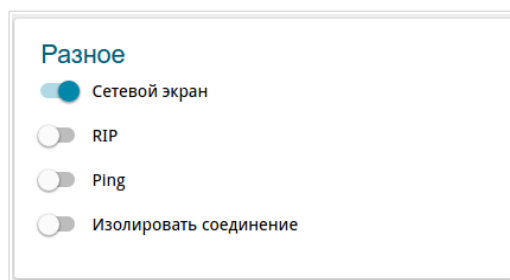 Разное
Сетевой экран
RIP
Ping
Изолировать соединение